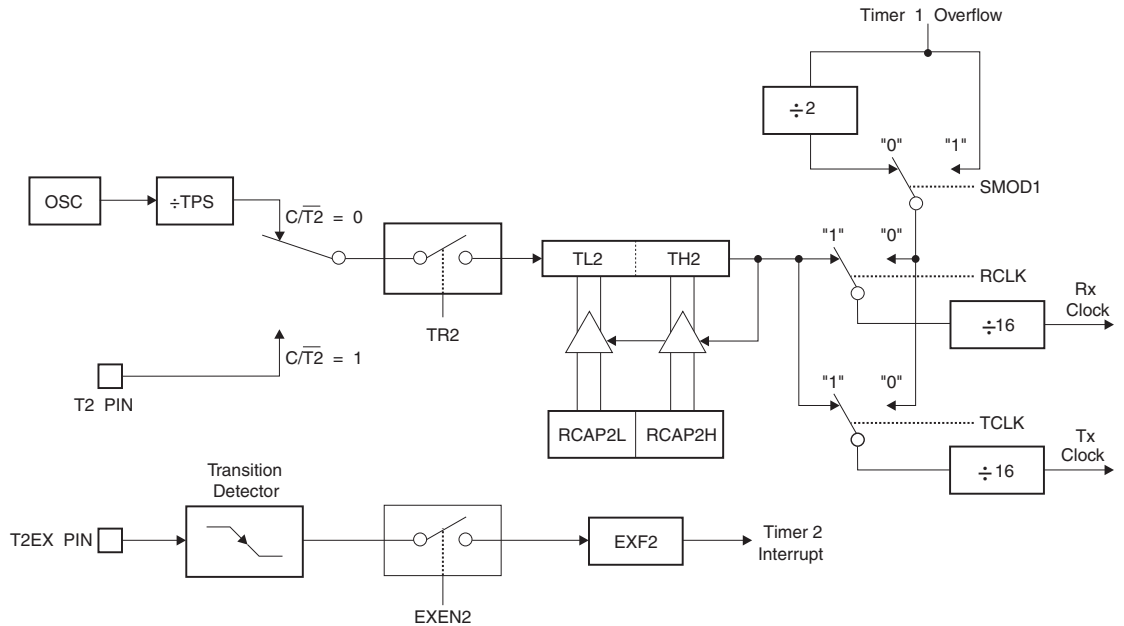 Timer 1 Overflow
÷2
"0" "1"
SMOD1
OSC
÷TPS
C/T2̅ = 0
TR2
TL2 TH2
"1" "0"
RCLK
÷16
Rx
Clock
C/T2̅ = 1
T2 PIN
RCAP2L RCAP2H
"1" "0"
TCLK
÷16
Tx
Clock
Transition
Detector
T2EX PIN
EXEN2
EXF2
Timer 2
Interrupt